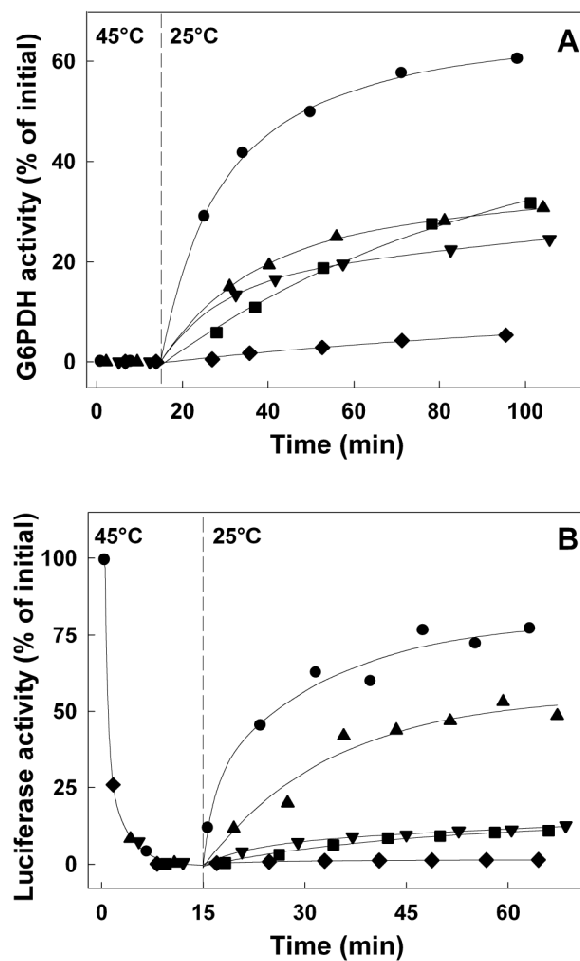 45°C 25°C A
G6PDH activity (% of initial)
60
40
20
0
0 20 40 60 80 100
Time (min)
45°C 25°C B
Luciferase activity (% of initial)
100
75
50
25
0
0 15 30 45 60
Time (min)